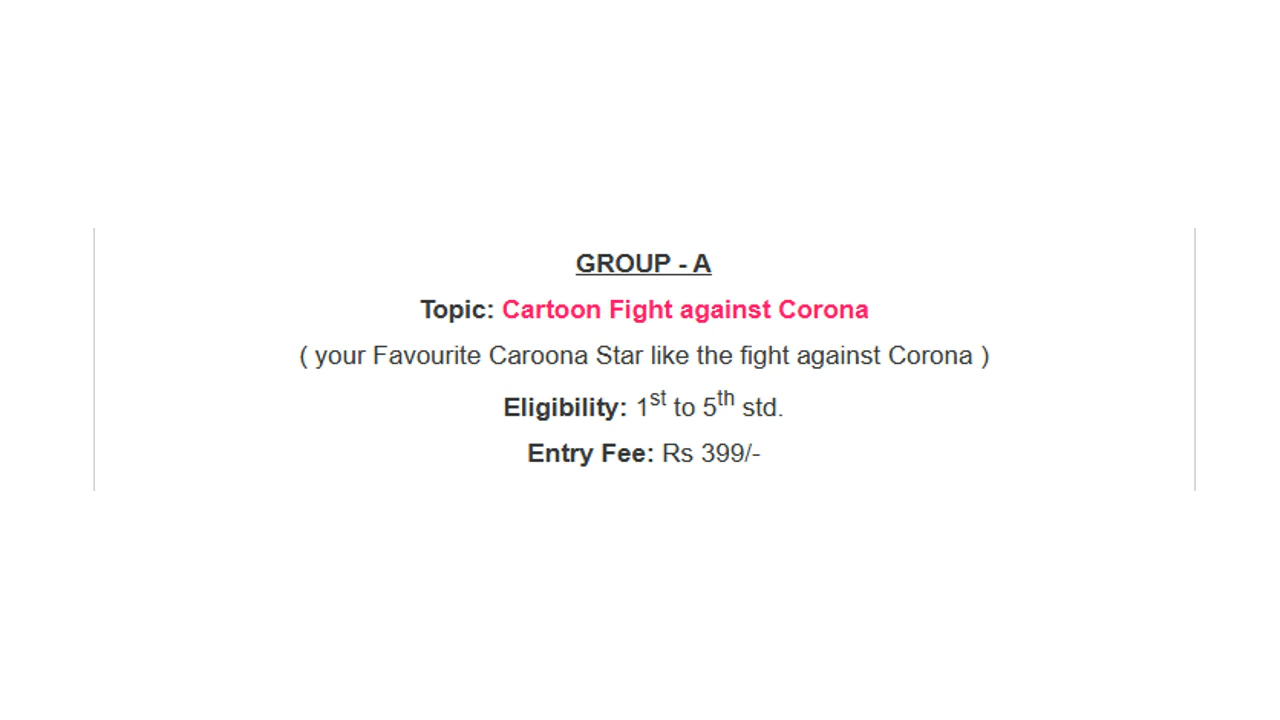 GROUP - A
Topic: Cartoon Fight against Corona
( your Favourite Caroona Star like the fight against Corona )
Eligibility: 1st to 5th std.
Entry Fee: Rs 399/-